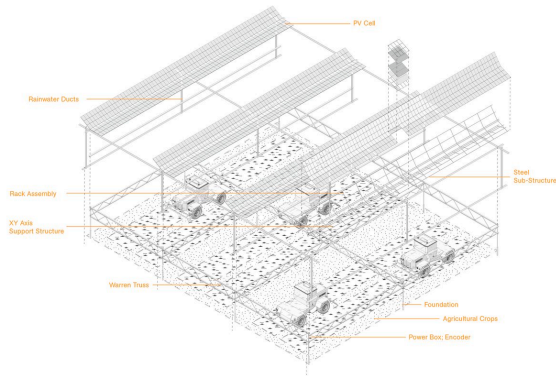 PV Cell
Rainwater Ducts
Steel
Sub-Structure
Rack Assembly
XY Axis
Support Structure
Warren Truss
Foundation
Agricultural Crops
Power Box; Encoder